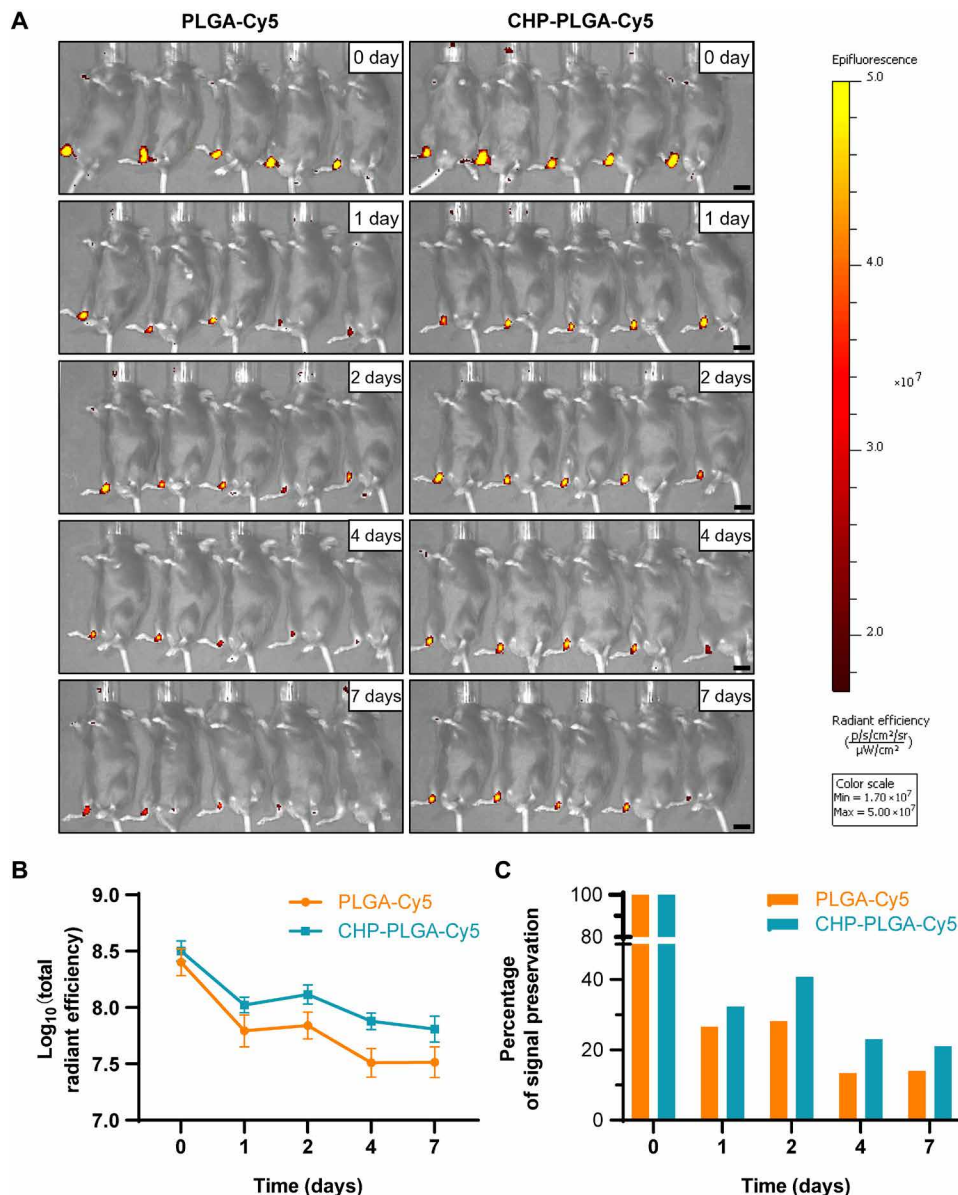 A
PLGA-Cy5
CHP-PLGA-Cy5
0 day
0 day
1 day
1 day
2 days
2 days
4 days
4 days
7 days
7 days
Epifluorescence
5.0
4.0
×10⁷
3.0
2.0
Radiant efficiency
(p/s/cm²/sr
µW/cm²)
Color scale
Min = 1.70 ×10⁷
Max = 5.00 ×10⁷
B
PLGA-Cy5
CHP-PLGA-Cy5
Log₁₀(total
radiant efficiency)
9.0
8.5
8.0
7.5
7.0
0 1 2 4 7
Time (days)
C
PLGA-Cy5
CHP-PLGA-Cy5
Percentage
of signal preservation
100
80
40
20
0
0 1 2 4 7
Time (days)